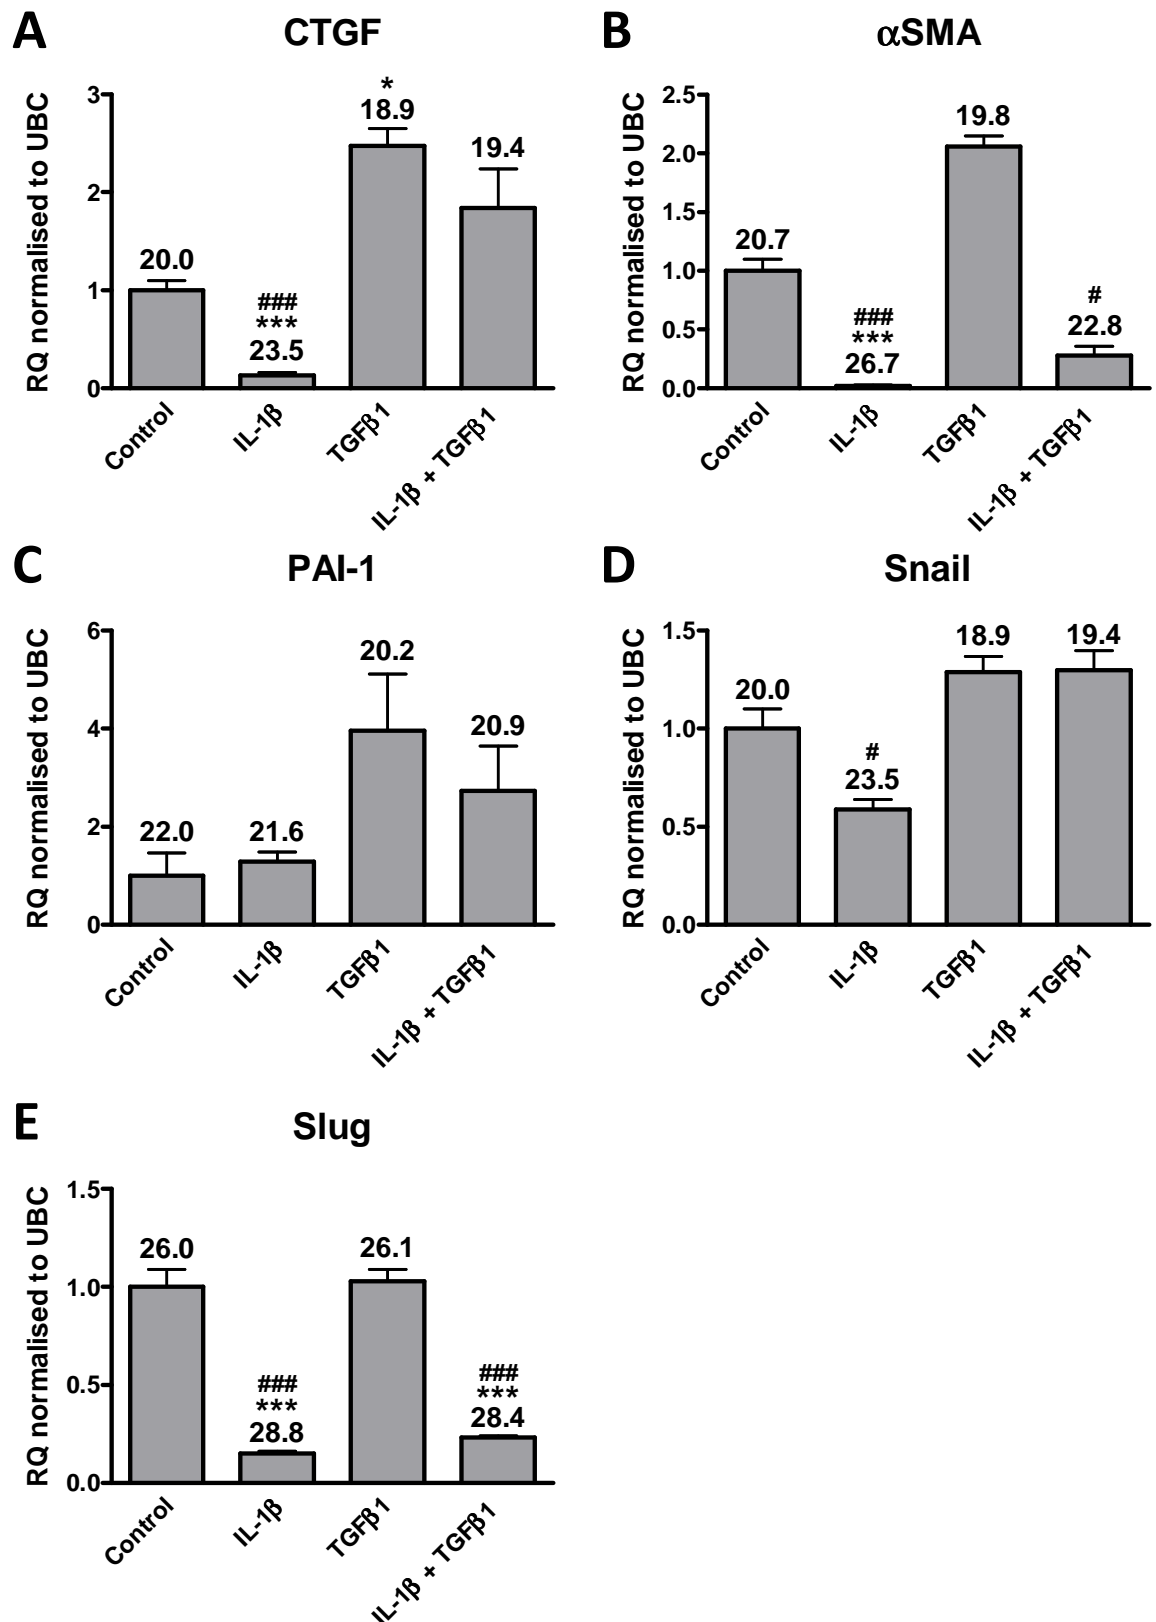 A
CTGF
RQ normalised to UBC
3
2
1
0
20.0
###
***
23.5
*
18.9
19.4
Control
IL-1β
TGFβ1
IL-1β + TGFβ1
B
αSMA
RQ normalised to UBC
2.5
2.0
1.5
1.0
0.5
0.0
20.7
###
***
26.7
19.8
#
22.8
Control
IL-1β
TGFβ1
IL-1β + TGFβ1
C
PAI-1
RQ normalised to UBC
6
4
2
0
22.0
21.6
20.2
20.9
Control
IL-1β
TGFβ1
IL-1β + TGFβ1
D
Snail
RQ normalised to UBC
1.5
1.0
0.5
0.0
20.0
#
23.5
18.9
19.4
Control
IL-1β
TGFβ1
IL-1β + TGFβ1
E
Slug
RQ normalised to UBC
1.5
1.0
0.5
0.0
26.0
###
***
28.8
26.1
###
***
28.4
Control
IL-1β
TGFβ1
IL-1β + TGFβ1